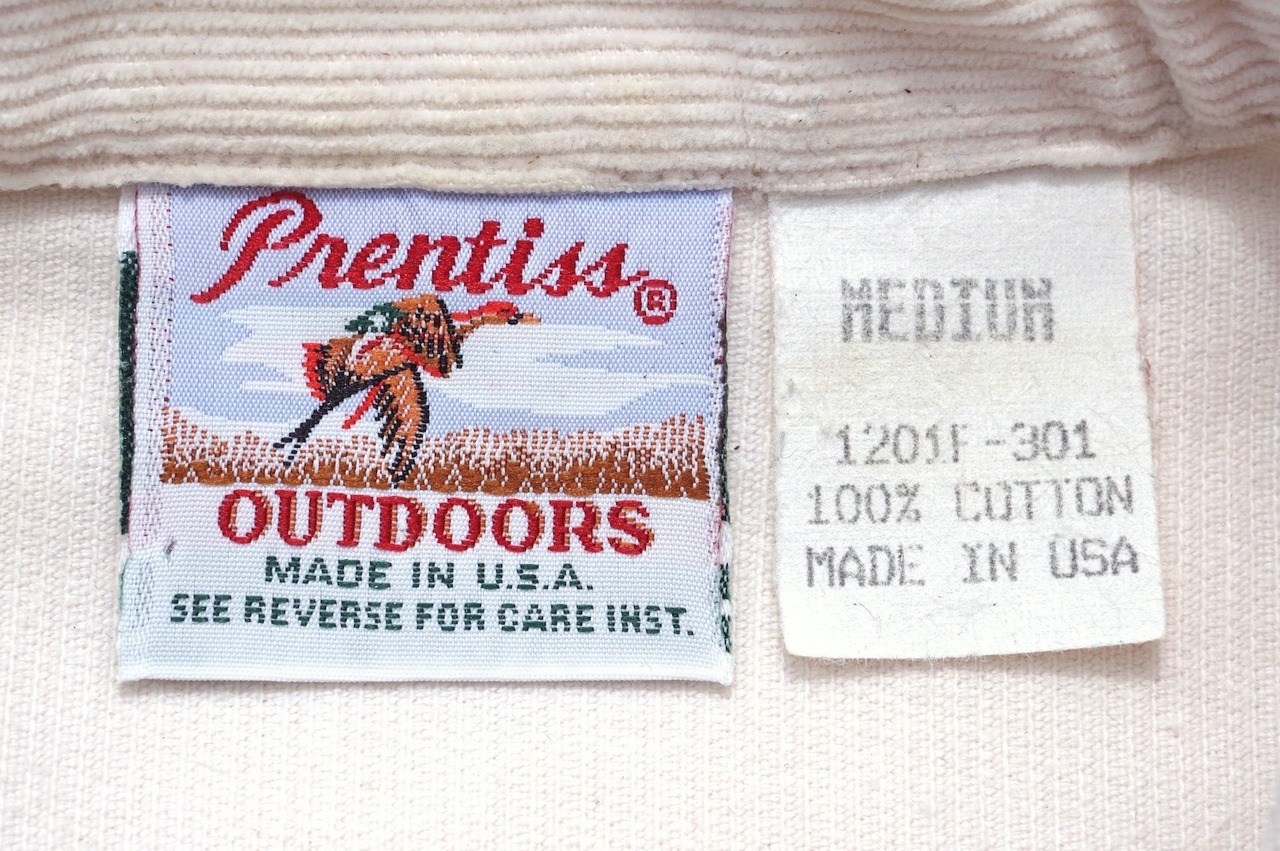 Prentiss®
OUTDOORS
MADE IN U.S.A.
SEE REVERSE FOR CARE INST.
MEDIUM
1201F-301
100% COTTON
MADE IN USA